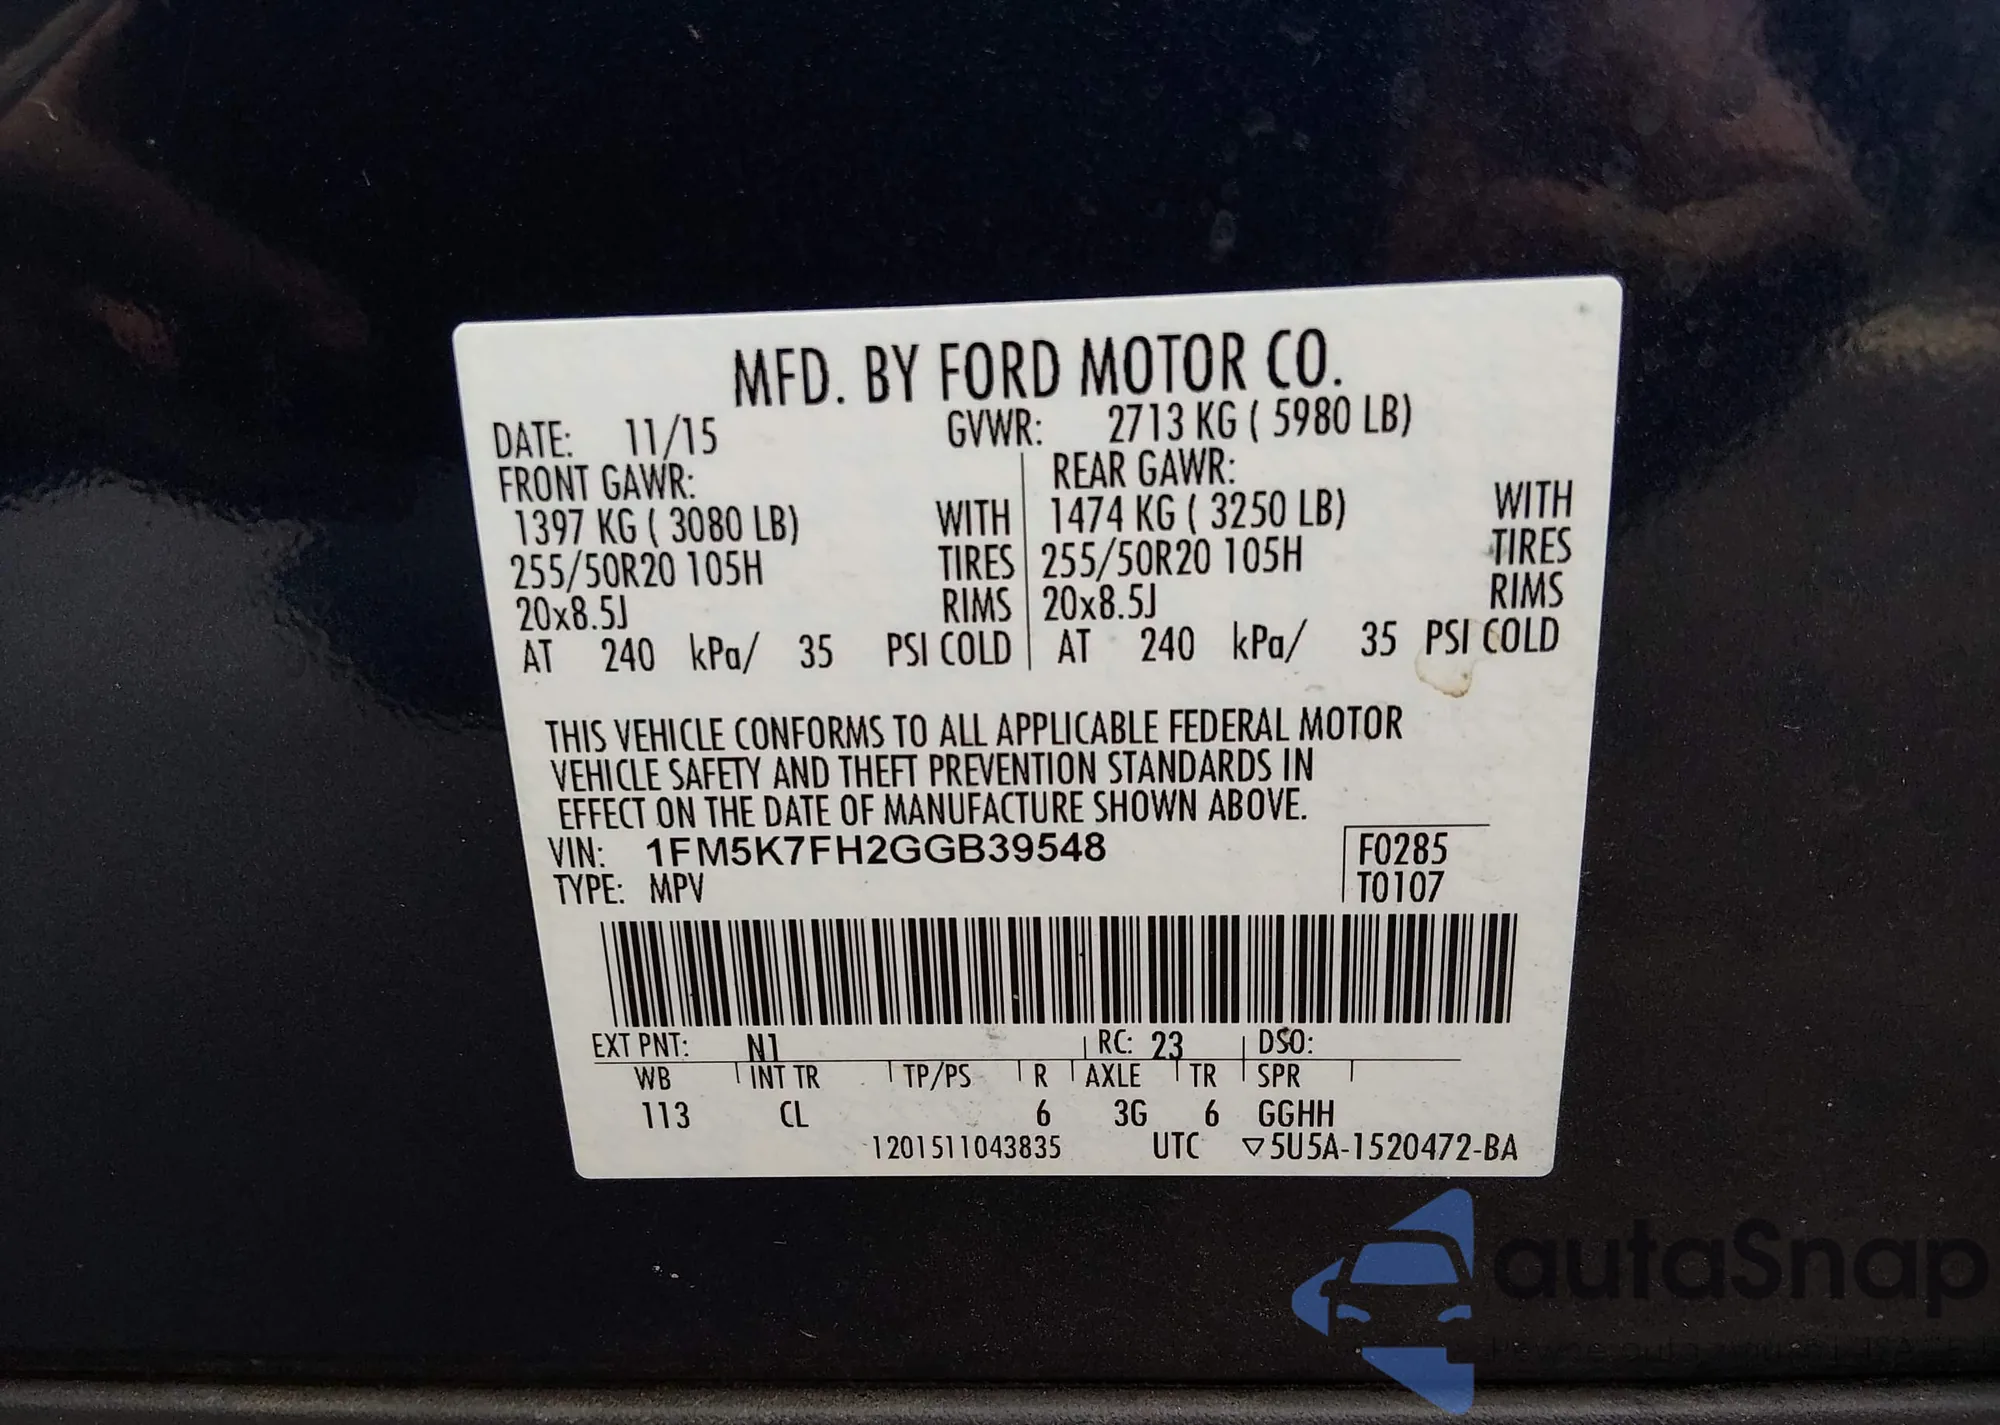 MFD. BY FORD MOTOR CO.
DATE: 11/15 GVWR: 2713 KG ( 5980 LB)
FRONT GAWR: REAR GAWR:
1397 KG ( 3080 LB) WITH 1474 KG ( 3250 LB) WITH
255/50R20 105H TIRES 255/50R20 105H TIRES
20x8.5J RIMS 20x8.5J RIMS
AT 240 kPa/ 35 PSI COLD AT 240 kPa/ 35 PSI COLD
THIS VEHICLE CONFORMS TO ALL APPLICABLE FEDERAL MOTOR
VEHICLE SAFETY AND THEFT PREVENTION STANDARDS IN
EFFECT ON THE DATE OF MANUFACTURE SHOWN ABOVE.
VIN: 1FM5K7FH2GGB39548 F0285
TYPE: MPV T0107
EXT PNT: N1 RC: 23 DSO:
WB INT TR TP/PS R AXLE TR SPR
113 CL 6 3G 6 GGHH
1201511043835 UTC ▽5U5A-1520472-BA
autaSnap